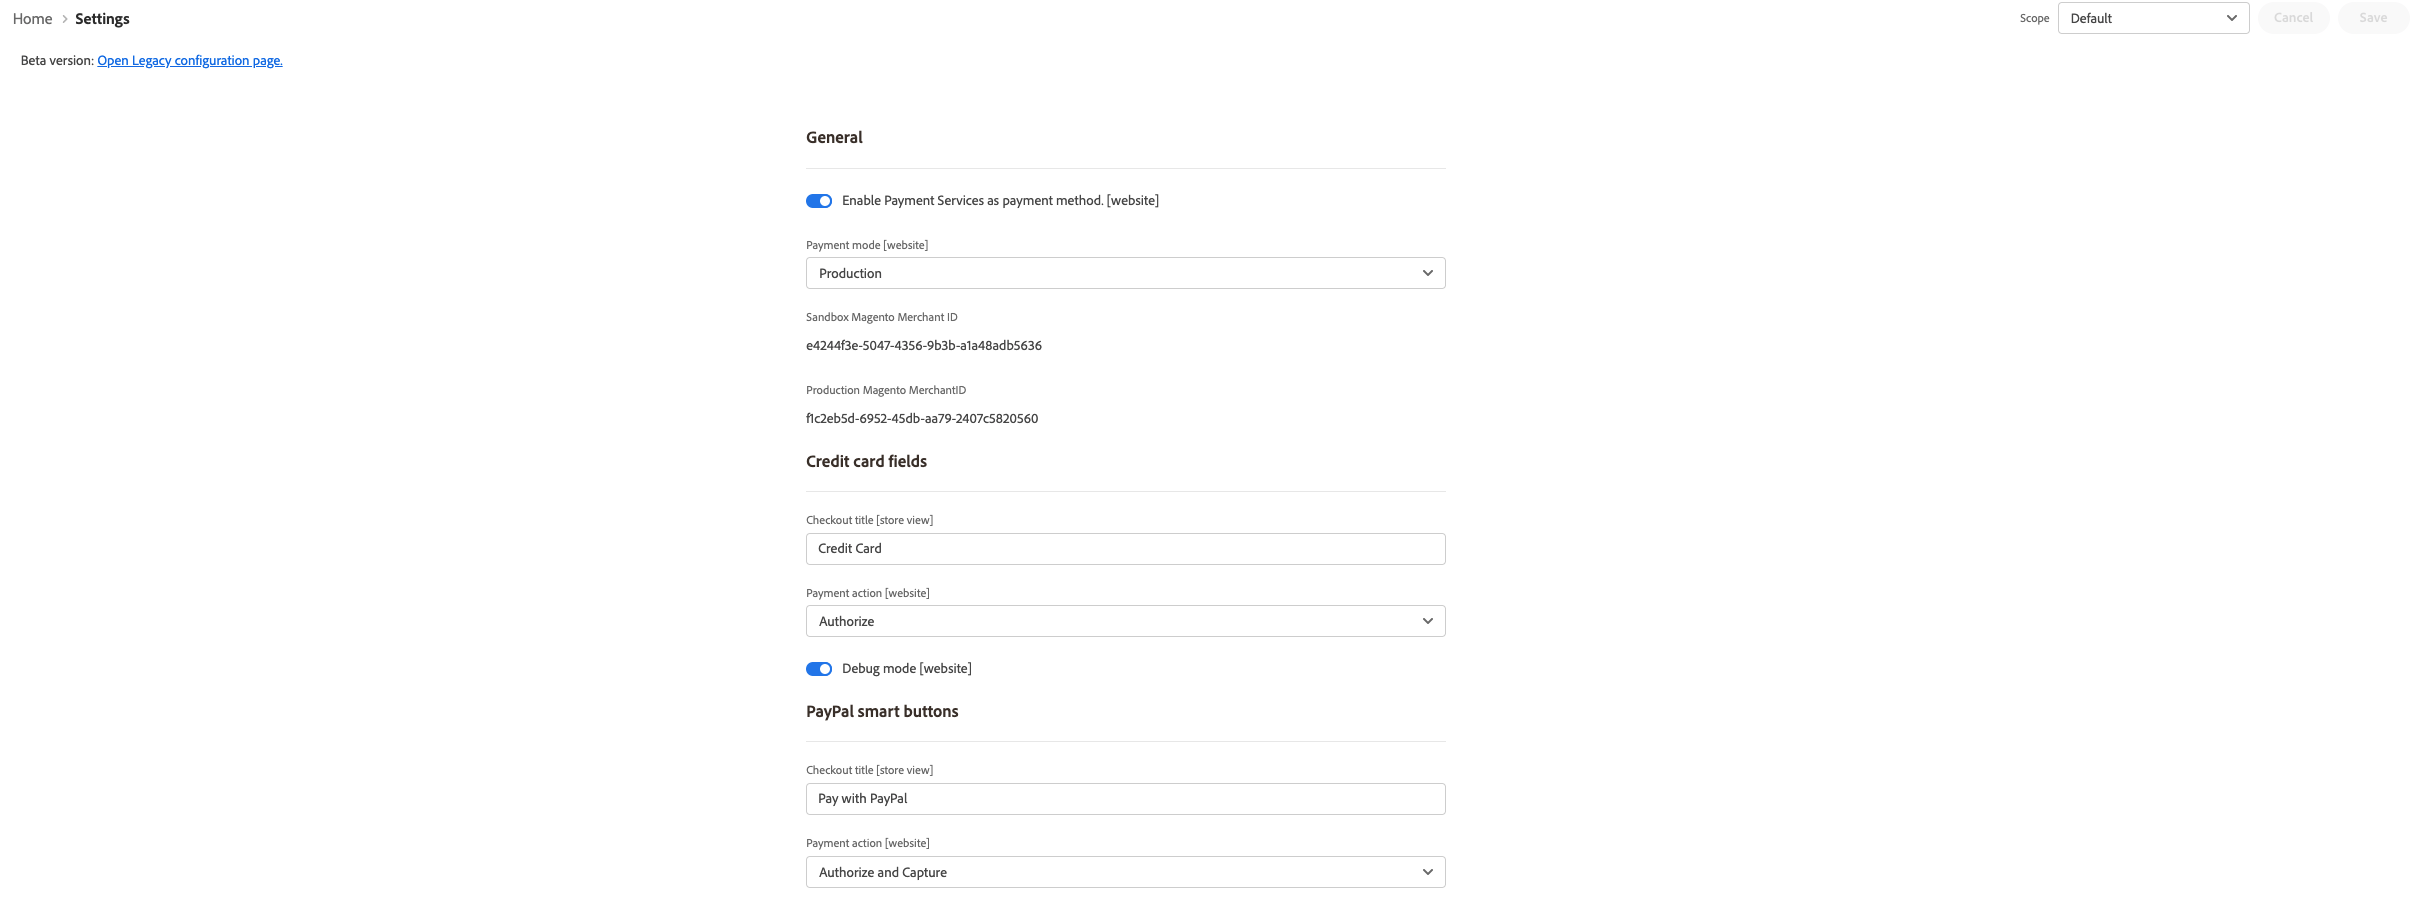 Home > Settings
Scope Default Cancel Save
Beta version: Open Legacy configuration page.
General
Enable Payment Services as payment method. [website]
Payment mode [website]
Production
Sandbox Magento Merchant ID
e4244f3e-5047-4356-9b3b-a1a48adb5636
Production Magento MerchantID
f1c2eb5d-6952-45db-aa79-2407c5820560
Credit card fields
Checkout title [store view]
Credit Card
Payment action [website]
Authorize
Debug mode [website]
PayPal smart buttons
Checkout title [store view]
Pay with PayPal
Payment action [website]
Authorize and Capture